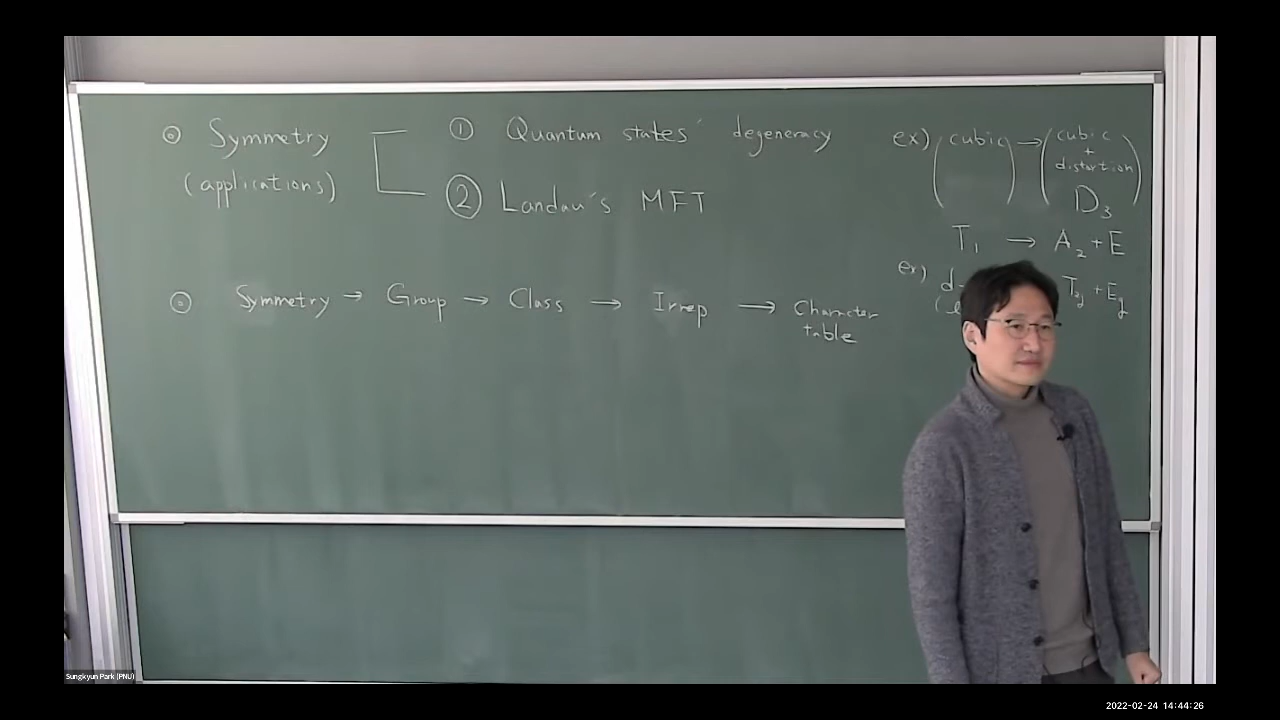 ⊙ Symmetry
(applications)
① Quantum states' degeneracy
② Landau's MFT
ex) (cubic) → (cubic
+
distortion)
D₃
T₁ → A₂ + E
ex) d-
T₂g + Eg
⊙ Symmetry → Group → Class → Irrep → Character
table
Sungkyun Park (PNU)
2022-02-24 14:44:26